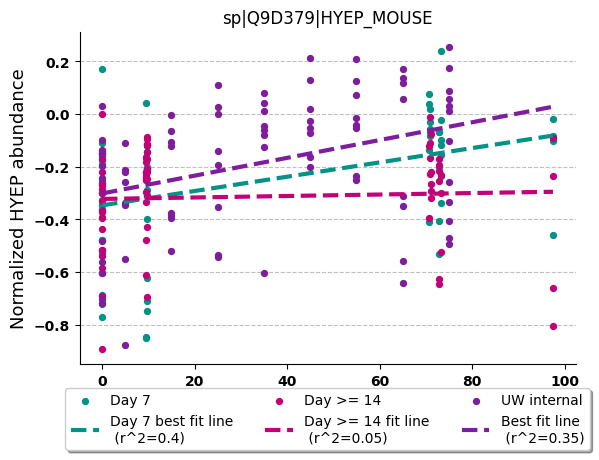 sp|Q9D379|HYEP_MOUSE
Normalized HYEP abundance
0.2
0.0
−0.2
−0.4
−0.6
−0.8
0 20 40 60 80 100
Day 7 Day >= 14 UW internal
Day 7 best fit line Day >= 14 fit line Best fit line
(r^2=0.4) (r^2=0.05) (r^2=0.35)